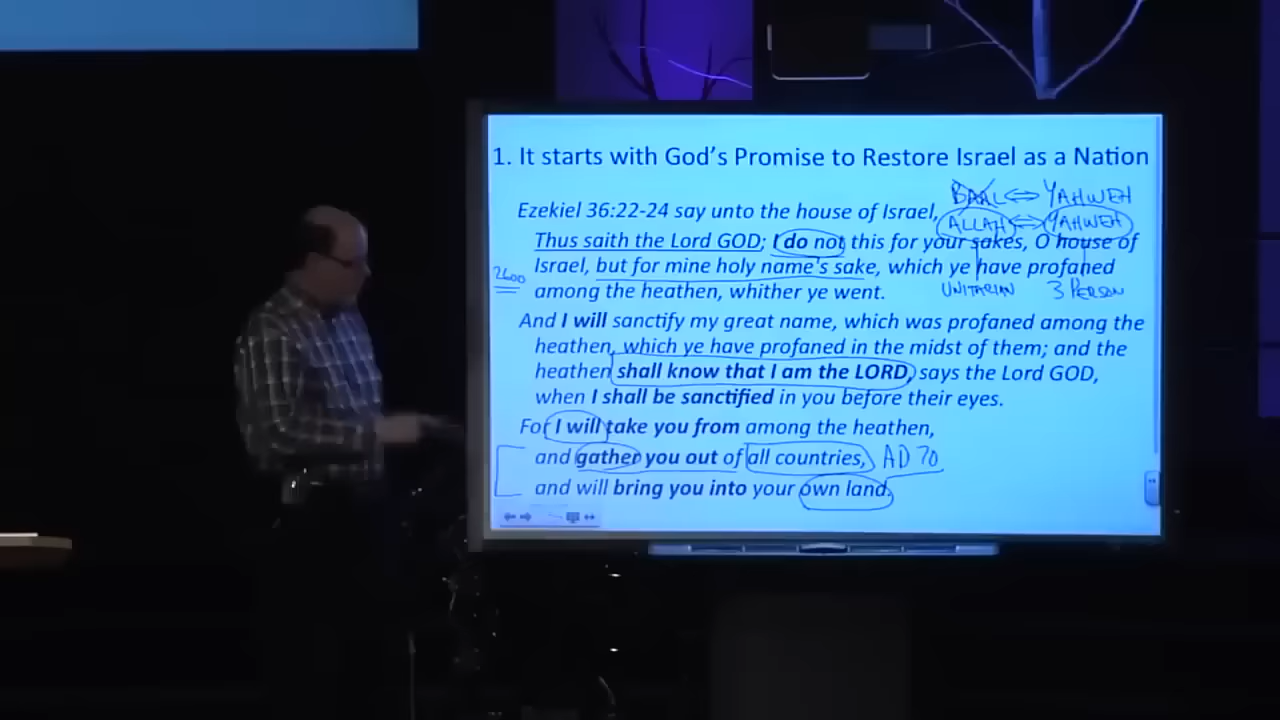 1. It starts with God's Promise to Restore Israel as a Nation
BAAL ⇔ YAHWEH
Ezekiel 36:22-24 say unto the house of Israel,
ALLAH ⇔ YAHWEH
Thus saith the Lord GOD; I do not this for your sakes, O house of
Israel, but for mine holy name's sake, which ye have profaned
2600
among the heathen, whither ye went.
UNITARIAN 3 PERSON
And I will sanctify my great name, which was profaned among the
heathen, which ye have profaned in the midst of them; and the
heathen shall know that I am the LORD, says the Lord GOD,
when I shall be sanctified in you before their eyes.
For I will take you from among the heathen,
and gather you out of all countries, AD 70
and will bring you into your own land.